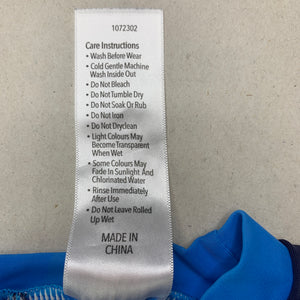 1072302
Care Instructions
• Wash Before Wear
• Cold Gentle Machine
Wash Inside Out
• Do Not Bleach
• Do Not Tumble Dry
• Do Not Soak Or Rub
• Do Not Iron
• Do Not Dryclean
• Light Colours May
Become Transparent
When Wet
• Some Colours May
Fade In Sunlight And
Chlorinated Water
• Rinse Immediately
After Use
• Do Not Leave Rolled
Up Wet
MADE IN
CHINA